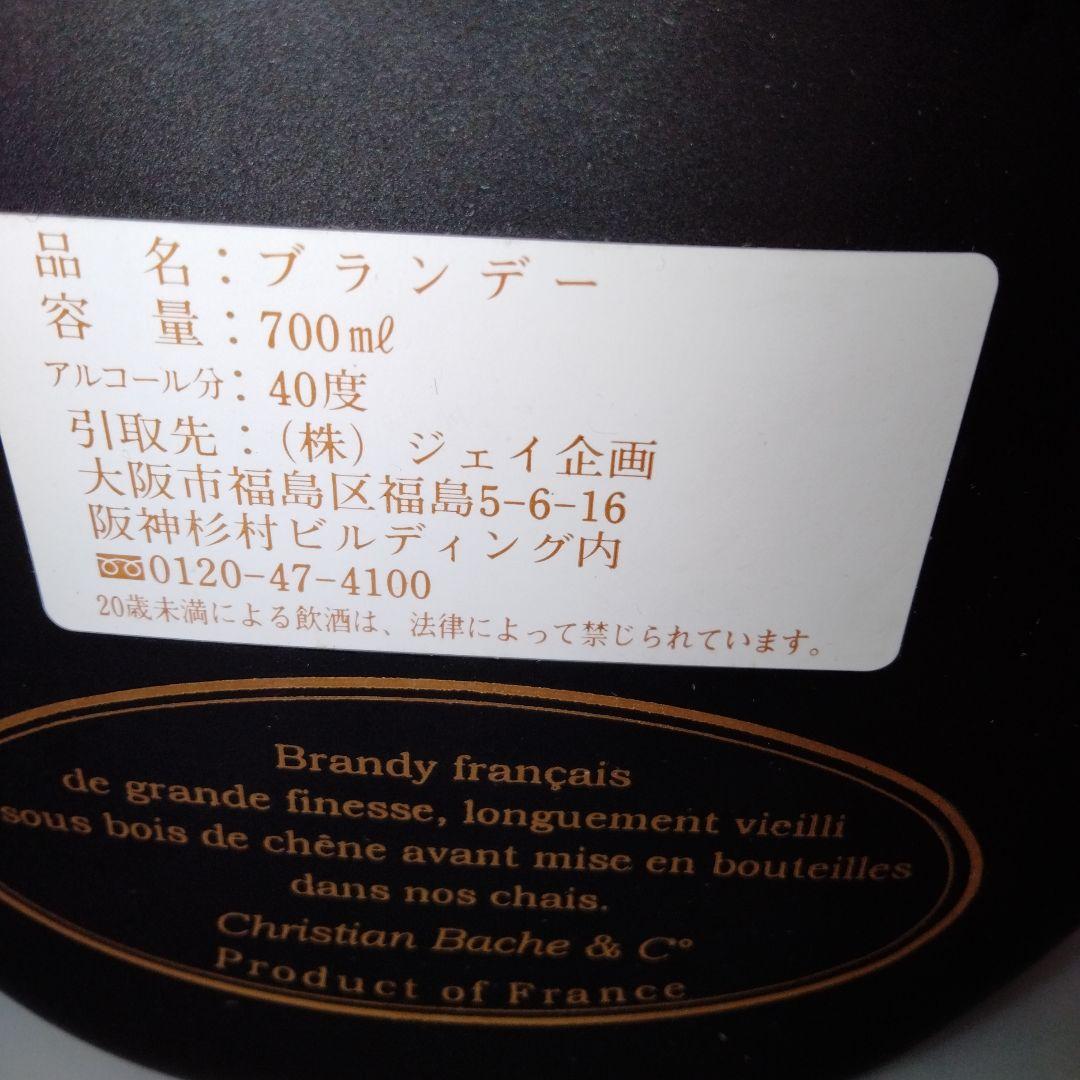 品 名：ブランデー
容 量：700㎖
アルコール分：40度
引取先：（株） ジェイ企画
大阪市福島区福島5-6-16
阪神杉村ビルディング内
0120-47-4100
20歳未満による飲酒は、法律によって禁じられています。
Brandy français
de grande finesse, longuement vieilli
sous bois de chêne avant mise en bouteilles
dans nos chais.
Christian Bache & C°
Product of France